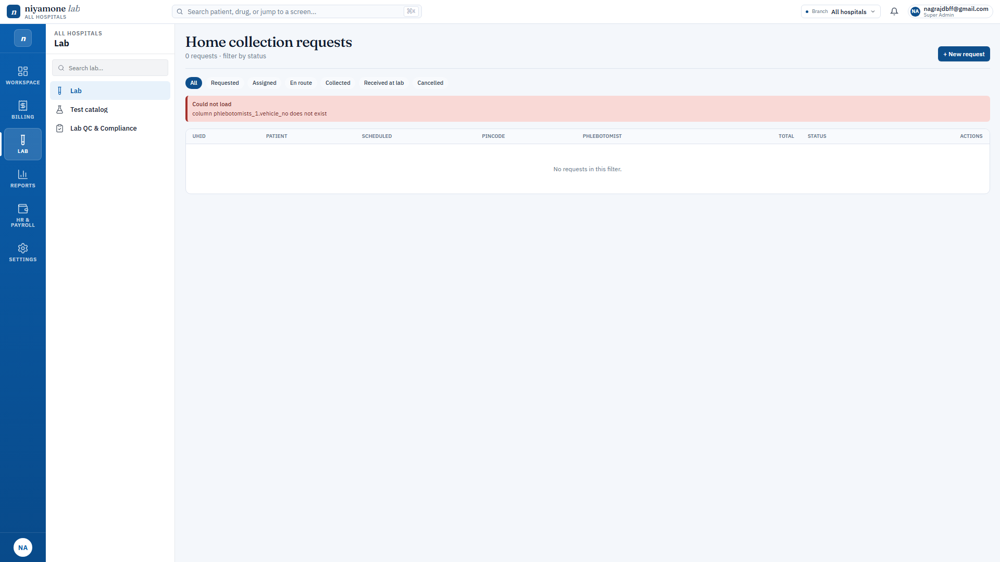 n niyamone lab
ALL HOSPITALS
Search patient, drug, or jump to a screen... ⌘K
Branch All hospitals
NA nagrajdbff@gmail.com
Super Admin
n
WORKSPACE
BILLING
LAB
REPORTS
HR &
PAYROLL
SETTINGS
NA
ALL HOSPITALS
Lab
Search lab...
Lab
Test catalog
Lab QC & Compliance
Home collection requests
0 requests · filter by status
+ New request
All Requested Assigned En route Collected Received at lab Cancelled
Could not load
column phlebotomists_1.vehicle_no does not exist
UHID PATIENT SCHEDULED PINCODE PHLEBOTOMIST TOTAL STATUS ACTIONS
No requests in this filter.